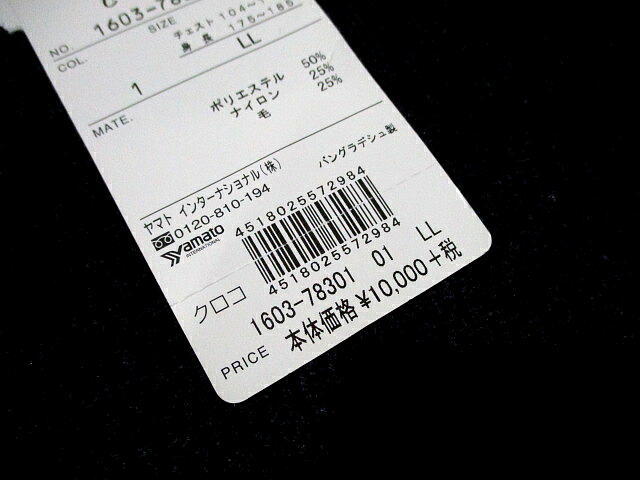 NO. 1603-78
SIZE
チェスト 104~
身長 175~185
COL.
1
LL
MATE.
ポリエステル 50%
ナイロン 25%
毛 25%
ヤマト インターナショナル(株)
バングラデシュ製
0120-810-194
Yamato
INTERNATIONAL
4518025572984
4518025572984
クロコ
1603-78301 01 LL
PRICE 本体価格¥10,000+税